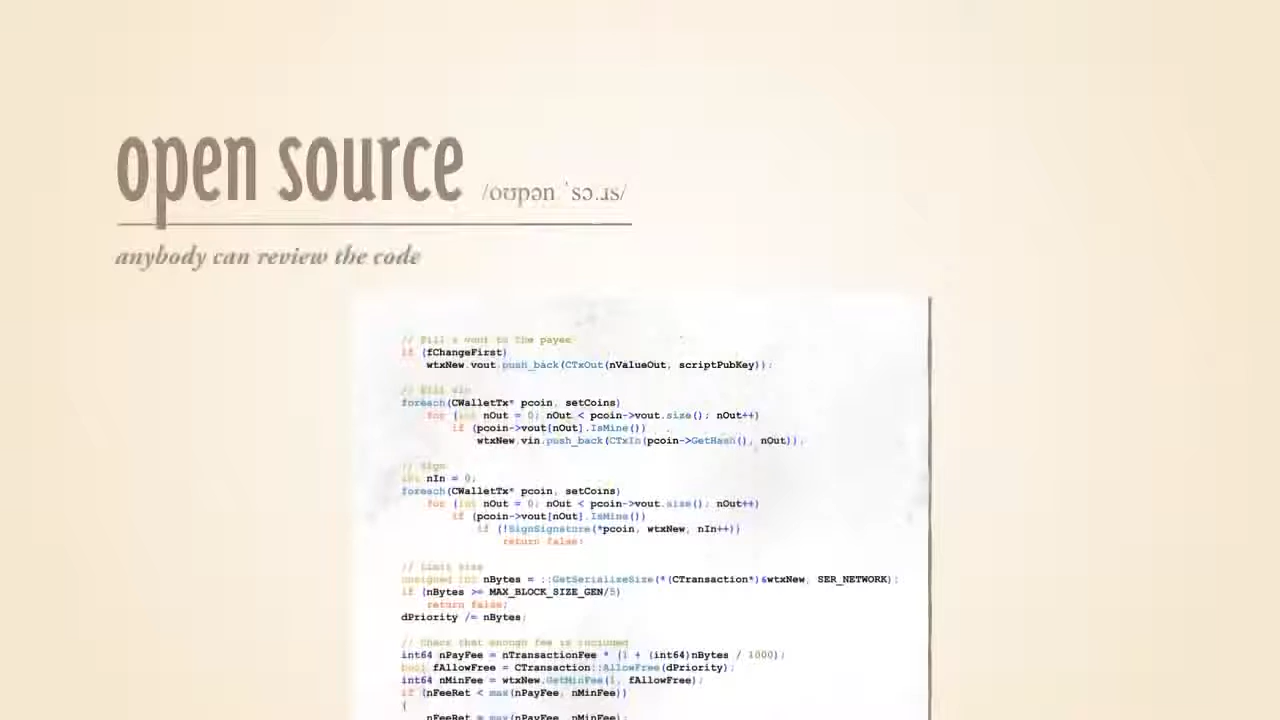 open source /oʊpən ˈsɔ.ɹs/
anybody can review the code
// Fill a vout to the payee
if (fChangeFirst)
wtxNew.vout.push_back(CTxOut(nValueOut, scriptPubKey));
// Fill vin
foreach(CWalletTx* pcoin, setCoins)
for (int nOut = 0; nOut < pcoin->vout.size(); nOut++)
if (pcoin->vout[nOut].IsMine())
wtxNew.vin.push_back(CTxIn(pcoin->GetHash(), nOut));
// Sign
int nIn = 0;
foreach(CWalletTx* pcoin, setCoins)
for (int nOut = 0; nOut < pcoin->vout.size(); nOut++)
if (pcoin->vout[nOut].IsMine())
if (!SignSignature(*pcoin, wtxNew, nIn++))
return false;
// Limit size
unsigned int nBytes = ::GetSerializeSize(*(CTransaction*)&wtxNew, SER_NETWORK);
if (nBytes >= MAX_BLOCK_SIZE_GEN/5)
return false;
dPriority /= nBytes;
// Check that enough fee is included
int64 nPayFee = nTransactionFee * (1 + (int64)nBytes / 1000);
bool fAllowFree = CTransaction::AllowFree(dPriority);
int64 nMinFee = wtxNew.GetMinFee(1, fAllowFree);
if (nFeeRet < max(nPayFee, nMinFee))
{
nFeeRet = max(nPayFee, nMinFee);